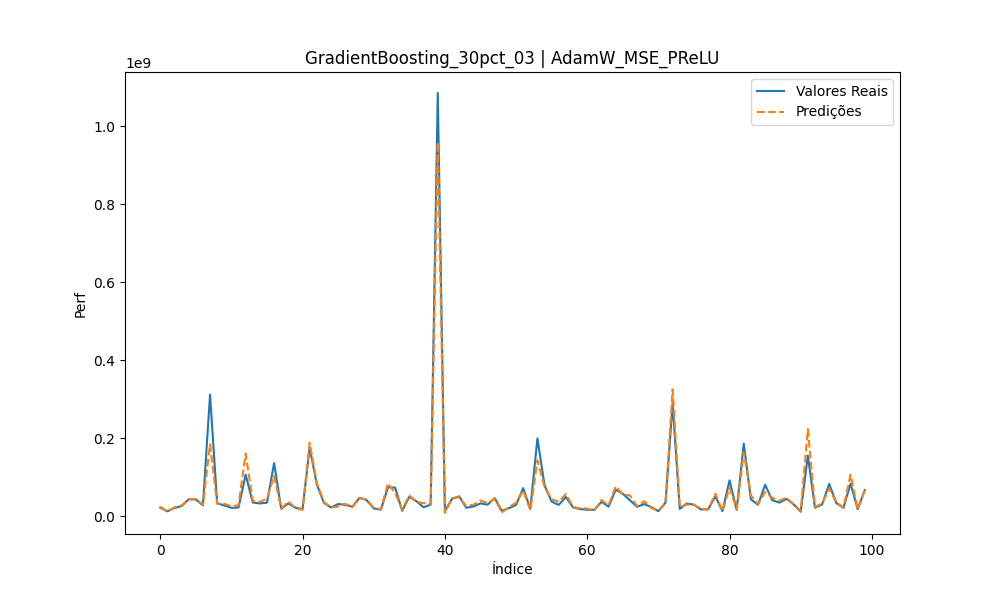 GradientBoosting_30pct_03 | AdamW_MSE_PReLU
1e9
Valores Reais
Predições
1.0
0.8
0.6
0.4
0.2
0.0
Perf
0 20 40 60 80 100
Índice